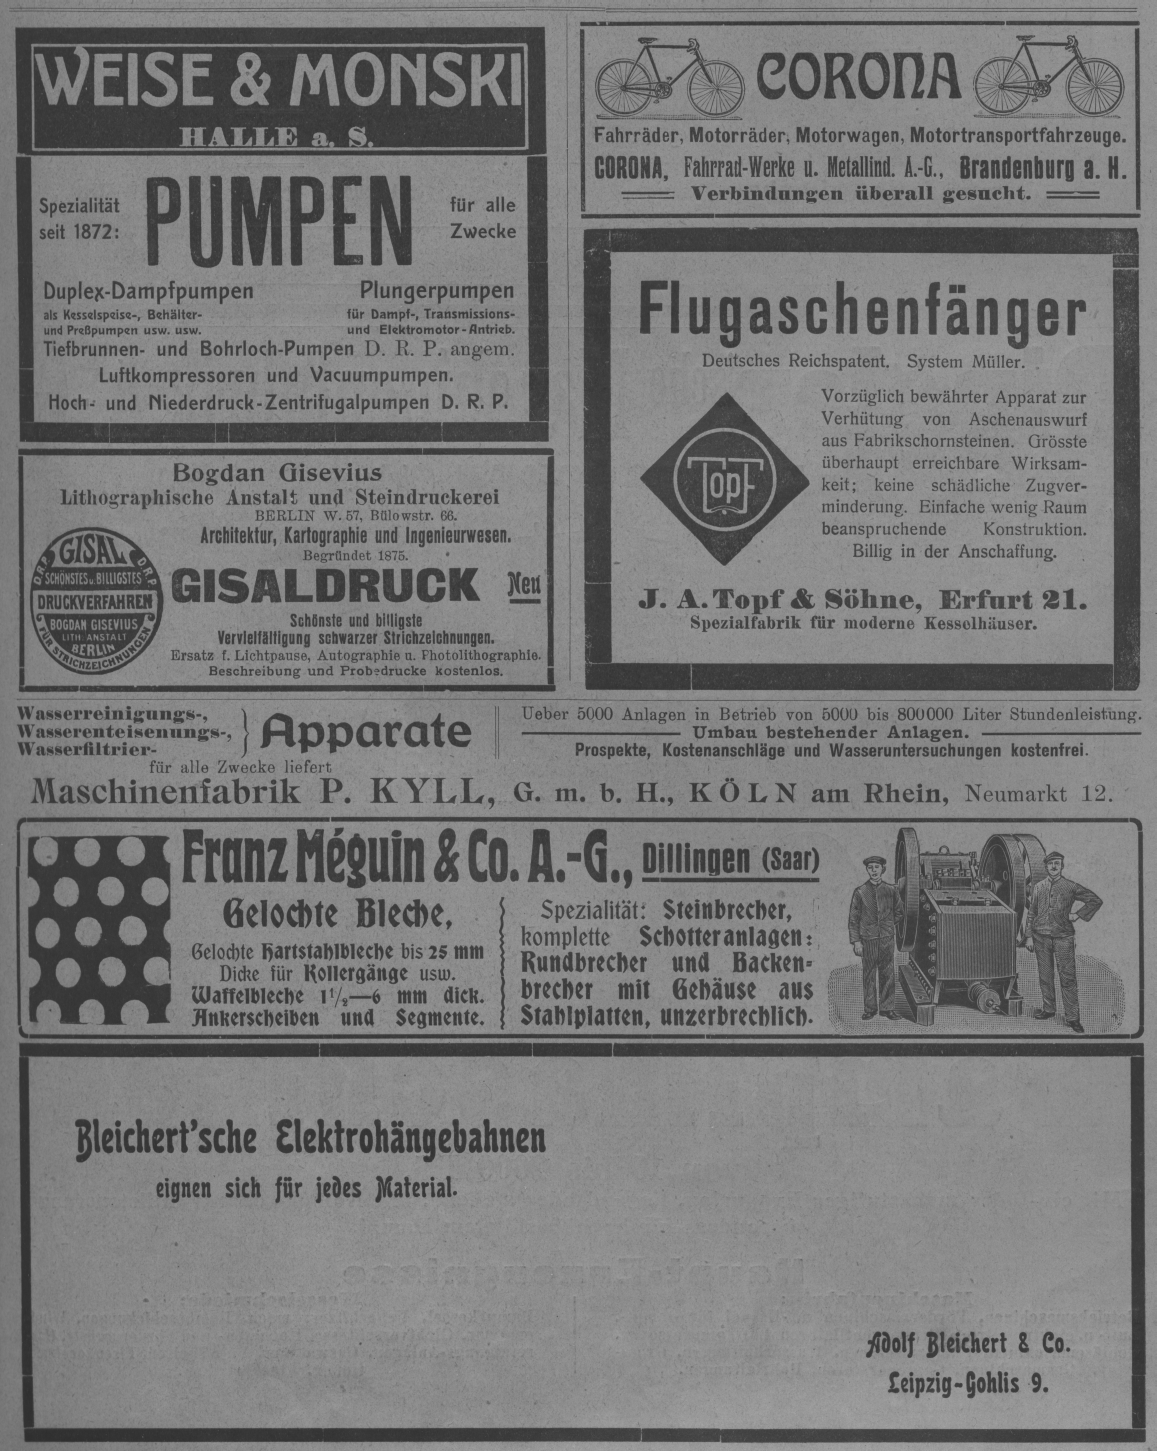 WEISE & MONSKI
HALLE a. S.
Spezialität
seit 1872:
PUMPEN
für alle
Zwecke
Duplex-Dampfpumpen
als Kesselspeise-, Behälter-
und Preßpumpen usw. usw.
Plungerpumpen
für Dampf-, Transmissions-
und Elektromotor-Antrieb.
Tiefbrunnen- und Bohrloch-Pumpen D. R. P. angem.
Luftkompressoren und Vacuumpumpen.
Hoch- und Niederdruck-Zentrifugalpumpen D. R. P.
CORONA
Fahrräder, Motorräder, Motorwagen, Motortransportfahrzeuge.
CORONA, Fahrrad-Werke u. Metallind. A.-G., Brandenburg a. H.
Verbindungen überall gesucht.
Flugaschenfänger
Deutsches Reichspatent. System Müller.
TOPF
Vorzüglich bewährter Apparat zur
Verhütung von Aschenauswurf
aus Fabrikschornsteinen. Grösste
überhaupt erreichbare Wirksam-
keit; keine schädliche Zugver-
minderung. Einfache wenig Raum
beanspruchende Konstruktion.
Billig in der Anschaffung.
J. A. Topf & Söhne, Erfurt 21.
Spezialfabrik für moderne Kesselhäuser.
Bogdan Gisevius
Lithographische Anstalt und Steindruckerei
BERLIN W. 57, Bülowstr. 66.
Architektur, Kartographie und Ingenieurwesen.
Begründet 1875.
GISALDRUCK Neu
Schönste und billigste
Vervielfältigung schwarzer Strichzeichnungen.
Ersatz f. Lichtpause, Autographie u. Photolithographie.
Beschreibung und Probedrucke kostenlos.
GISAL
D.R.P. D.R.P.
SCHÖNSTES u. BILLIGSTES
DRUCKVERFAHREN
BOGDAN GISEVIUS
LITH. ANSTALT
BERLIN
FÜR STRICHZEICHNUNGEN
Wasserreinigungs-,
Wasserenteisenungs-,
Wasserfiltrier-
Apparate
für alle Zwecke liefert
Ueber 5000 Anlagen in Betrieb von 5000 bis 800000 Liter Stundenleistung.
Umbau bestehender Anlagen.
Prospekte, Kostenanschläge und Wasseruntersuchungen kostenfrei.
Maschinenfabrik P. KYLL, G. m. b. H., KÖLN am Rhein, Neumarkt 12.
Franz Méguin & Co. A.-G., Dillingen (Saar)
Gelochte Bleche,
Gelochte Hartstahlbleche bis 25 mm
Dicke für Kollergänge usw.
Waffelbleche 1½—6 mm dick.
Ankerscheiben und Segmente.
Spezialität: Steinbrecher,
komplette Schotteranlagen:
Rundbrecher und Backen-
brecher mit Gehäuse aus
Stahlplatten, unzerbrechlich.
Bleichert'sche Elektrohängebahnen
eignen sich für jedes Material.
Adolf Bleichert & Co.
Leipzig-Gohlis 9.